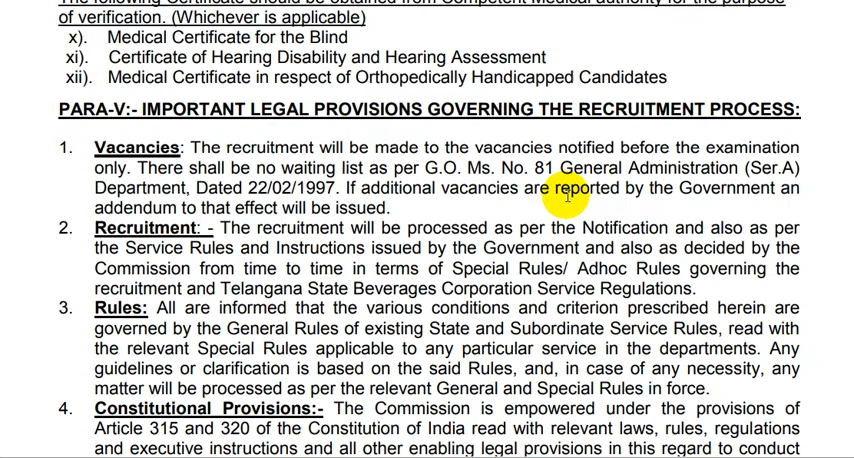 The following Certificate should be obtained from Competent Medical authority for the purpose
of verification. (Whichever is applicable)
x). Medical Certificate for the Blind
xi). Certificate of Hearing Disability and Hearing Assessment
xii). Medical Certificate in respect of Orthopedically Handicapped Candidates
PARA-V:- IMPORTANT LEGAL PROVISIONS GOVERNING THE RECRUITMENT PROCESS:
1. Vacancies: The recruitment will be made to the vacancies notified before the examination
only. There shall be no waiting list as per G.O. Ms. No. 81 General Administration (Ser.A)
Department, Dated 22/02/1997. If additional vacancies are reported by the Government an
addendum to that effect will be issued.
2. Recruitment: - The recruitment will be processed as per the Notification and also as per
the Service Rules and Instructions issued by the Government and also as decided by the
Commission from time to time in terms of Special Rules/ Adhoc Rules governing the
recruitment and Telangana State Beverages Corporation Service Regulations.
3. Rules: All are informed that the various conditions and criterion prescribed herein are
governed by the General Rules of existing State and Subordinate Service Rules, read with
the relevant Special Rules applicable to any particular service in the departments. Any
guidelines or clarification is based on the said Rules, and, in case of any necessity, any
matter will be processed as per the relevant General and Special Rules in force.
4. Constitutional Provisions:- The Commission is empowered under the provisions of
Article 315 and 320 of the Constitution of India read with relevant laws, rules, regulations
and executive instructions and all other enabling legal provisions in this regard to conduct